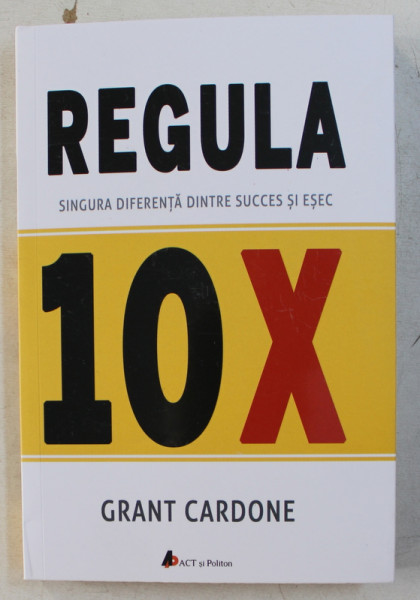 REGULA
SINGURA DIFERENȚĂ DINTRE SUCCES ȘI EȘEC
10X
GRANT CARDONE
ACT și Politon